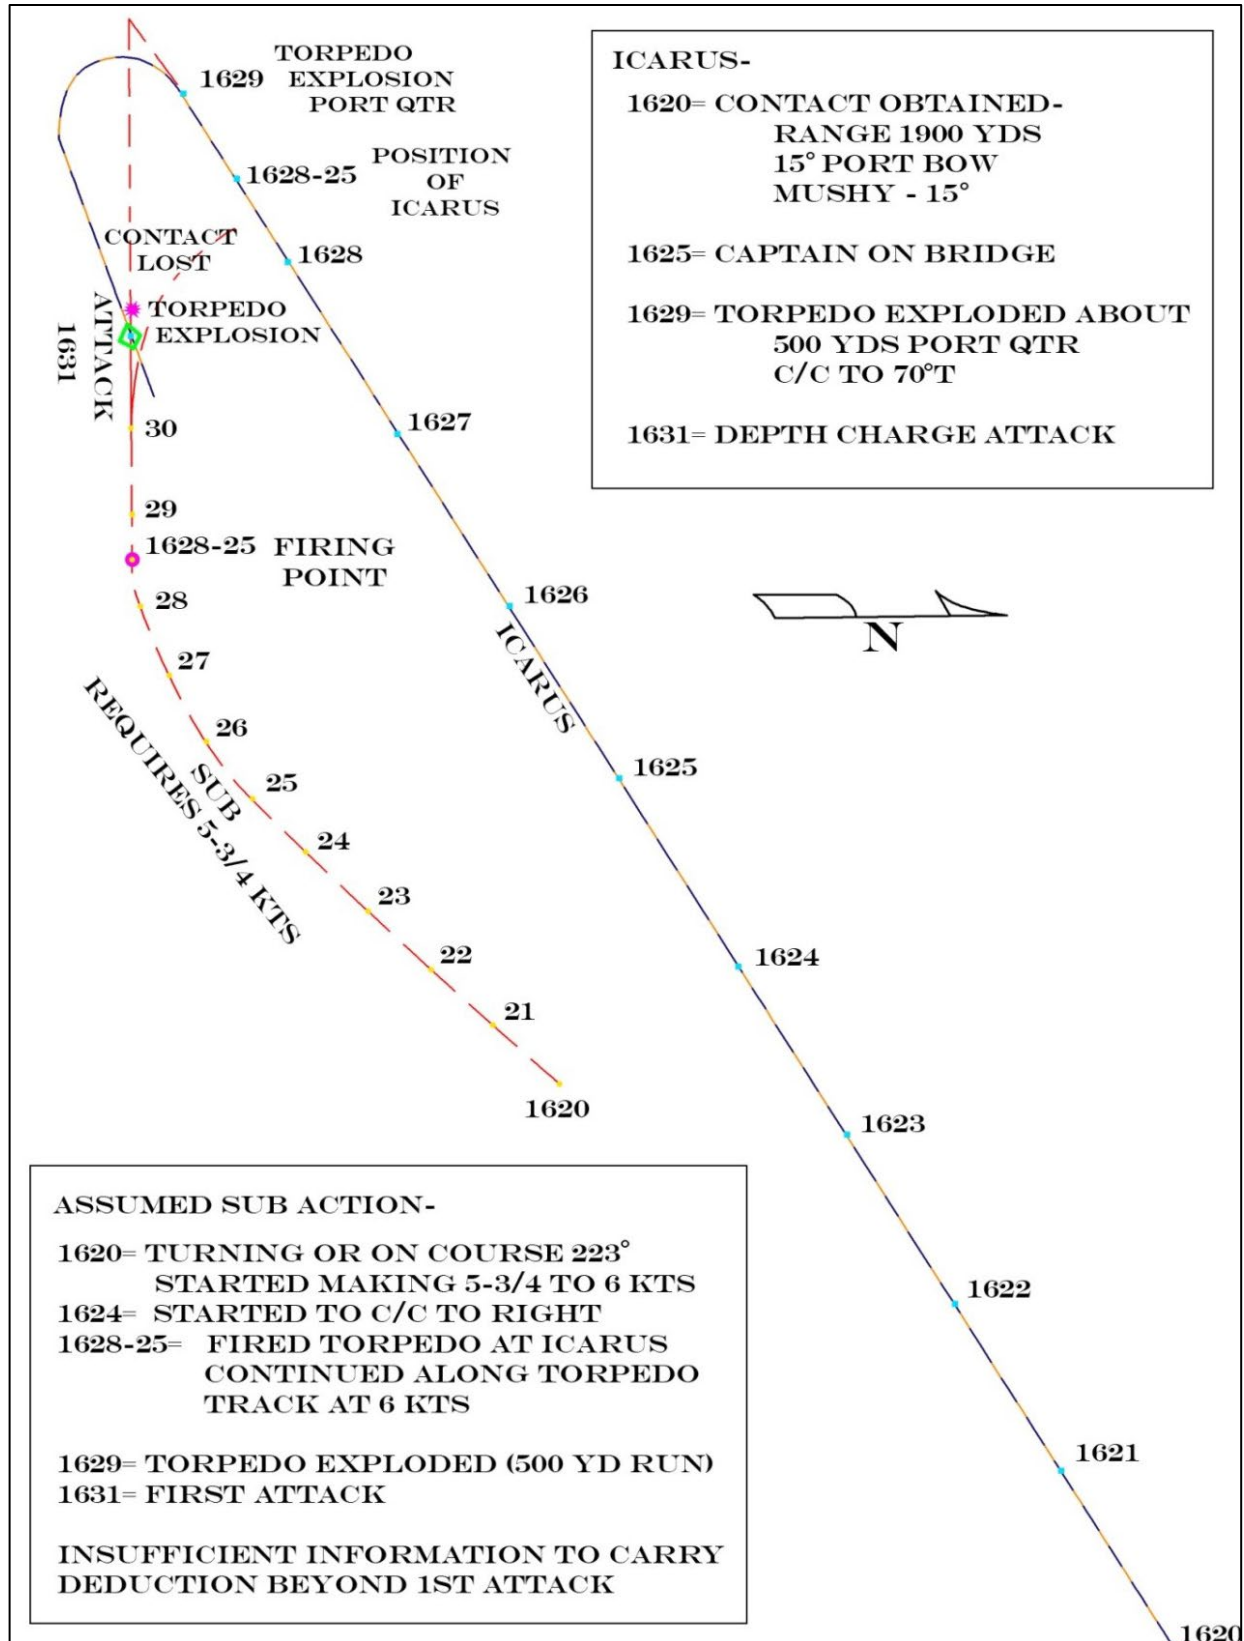 TORPEDO
EXPLOSION
PORT QTR
1629
POSITION
OF
ICARUS
1628-25
1628
CONTACT
LOST
TORPEDO
EXPLOSION
ATTACK
1631
30
29
1628-25 FIRING
POINT
28
27
26
25
24
23
22
21
1620
SUB
REQUIRES 5-3/4 KTS
1627
1626
ICARUS
1625
1624
1623
1622
1621
1620
N
ICARUS-
1620= CONTACT OBTAINED-
RANGE 1900 YDS
15° PORT BOW
MUSHY - 15°
1625= CAPTAIN ON BRIDGE
1629= TORPEDO EXPLODED ABOUT
500 YDS PORT QTR
C/C TO 70°T
1631= DEPTH CHARGE ATTACK
ASSUMED SUB ACTION-
1620= TURNING OR ON COURSE 223°
STARTED MAKING 5-3/4 TO 6 KTS
1624= STARTED TO C/C TO RIGHT
1628-25= FIRED TORPEDO AT ICARUS
CONTINUED ALONG TORPEDO
TRACK AT 6 KTS
1629= TORPEDO EXPLODED (500 YD RUN)
1631= FIRST ATTACK
INSUFFICIENT INFORMATION TO CARRY
DEDUCTION BEYOND 1ST ATTACK